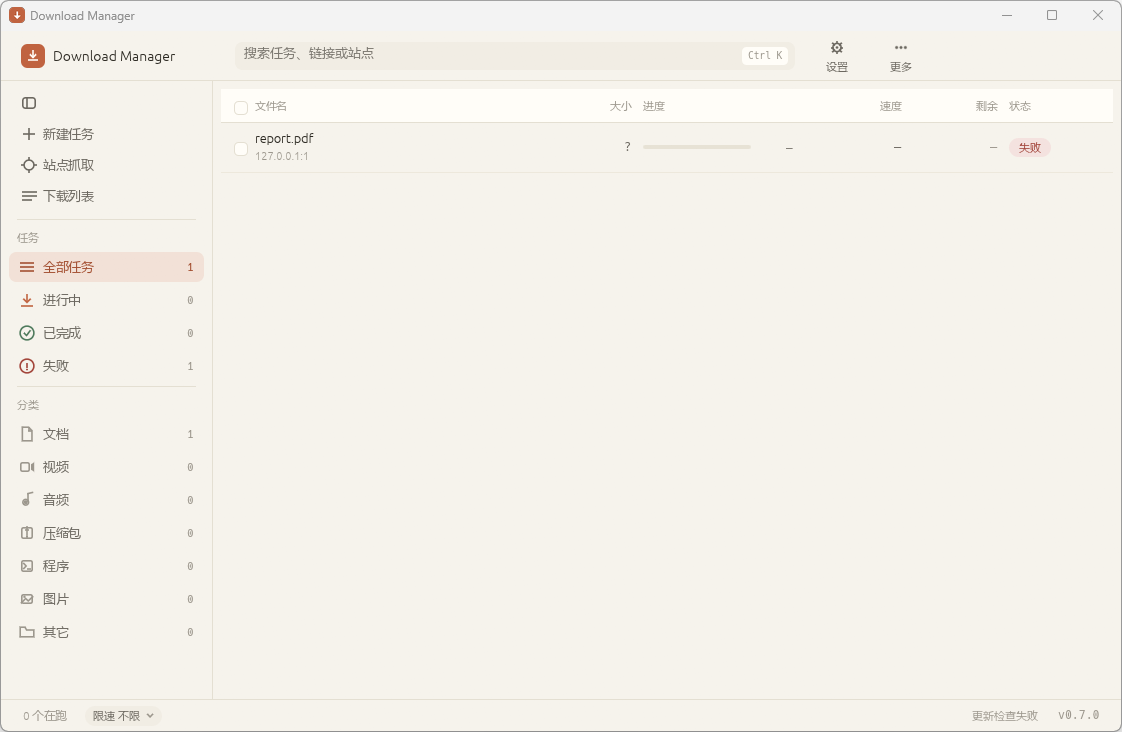 Download Manager
Download Manager
搜索任务、链接或站点
Ctrl K
设置
更多
新建任务
站点抓取
下载列表
任务
全部任务 1
进行中 0
已完成 0
失败 1
分类
文档 1
视频 0
音频 0
压缩包 0
程序 0
图片 0
其它 0
文件名 大小 进度 速度 剩余 状态
report.pdf ? — — — 失败
127.0.0.1:1
0 个在跑
限速 不限
更新检查失败
v0.7.0